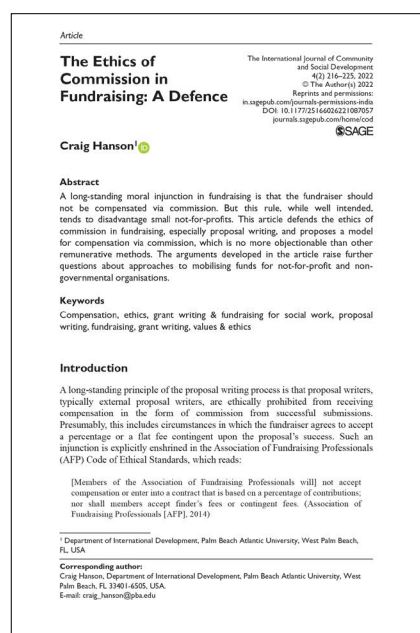 Article
The Ethics of
Commission in
Fundraising: A Defence
The International Journal of Community
and Social Development
4(2) 216–225, 2022
© The Author(s) 2022
Reprints and permissions:
in.sagepub.com/journals-permissions-india
DOI: 10.1177/25166026221087057
journals.sagepub.com/home/cod
SAGE
Craig Hanson¹ iD
Abstract
A long-standing moral injunction in fundraising is that the fundraiser should
not be compensated via commission. But this rule, while well intended,
tends to disadvantage small not-for-profits. This article defends the ethics of
commission in fundraising, especially proposal writing, and proposes a model
for compensation via commission, which is no more objectionable than other
remunerative methods. The arguments developed in the article raise further
questions about approaches to mobilising funds for not-for-profit and non-
governmental organisations.
Keywords
Compensation, ethics, grant writing & fundraising for social work, proposal
writing, fundraising, grant writing, values & ethics
Introduction
A long-standing principle of the proposal writing process is that proposal writers,
typically external proposal writers, are ethically prohibited from receiving
compensation in the form of commission from successful submissions.
Presumably, this includes circumstances in which the fundraiser agrees to accept
a percentage or a flat fee contingent upon the proposal's success. Such an
injunction is explicitly enshrined in the Association of Fundraising Professionals
(AFP) Code of Ethical Standards, which reads:
[Members of the Association of Fundraising Professionals will] not accept
compensation or enter into a contract that is based on a percentage of contributions;
nor shall members accept finder's fees or contingent fees. (Association of
Fundraising Professionals [AFP], 2014)
¹ Department of International Development, Palm Beach Atlantic University, West Palm Beach,
FL, USA
Corresponding author:
Craig Hanson, Department of International Development, Palm Beach Atlantic University, West
Palm Beach, FL 33401-6505, USA.
E-mail: craig_hanson@pba.edu